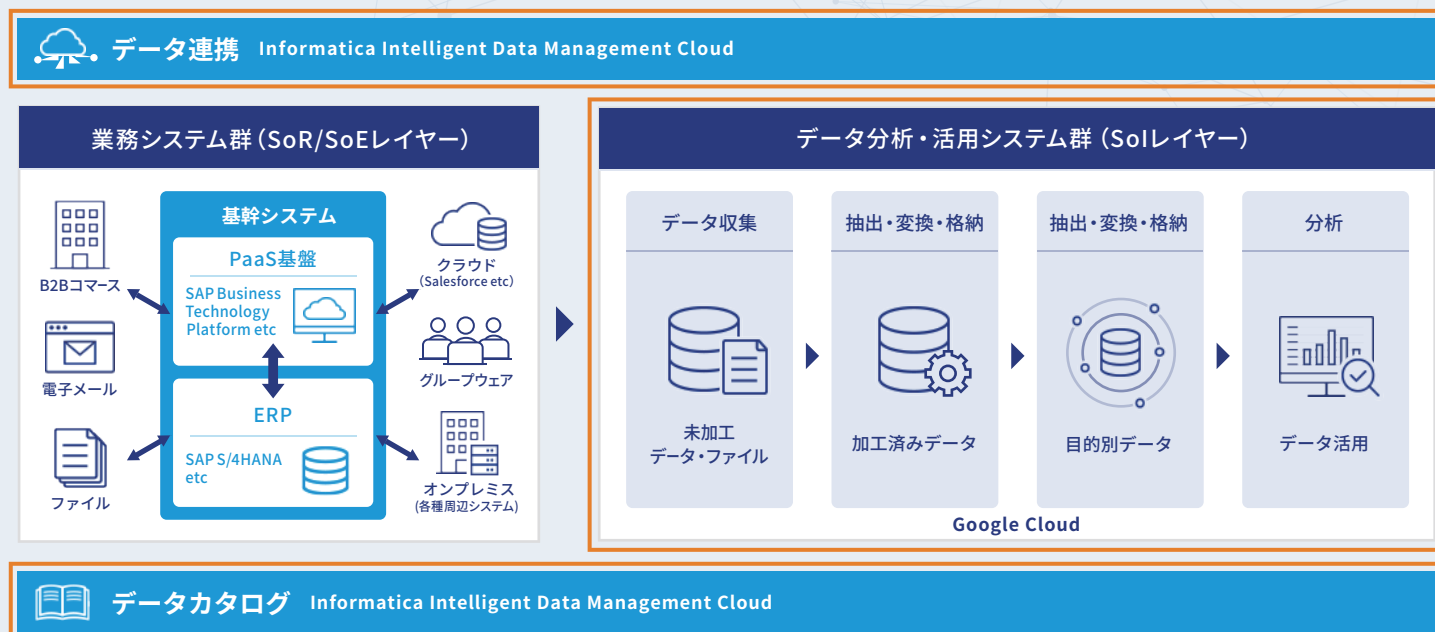 データ連携 Informatica Intelligent Data Management Cloud
業務システム群（SoR/SoEレイヤー）
B2Bコマース
電子メール
ファイル
基幹システム
PaaS基盤
SAP Business
Technology
Platform etc
ERP
SAP S/4HANA
etc
クラウド
（Salesforce etc）
グループウェア
オンプレミス
(各種周辺システム)
データ分析・活用システム群（SoIレイヤー）
データ収集
未加工
データ・ファイル
抽出・変換・格納
加工済みデータ
抽出・変換・格納
目的別データ
分析
データ活用
Google Cloud
データカタログ Informatica Intelligent Data Management Cloud